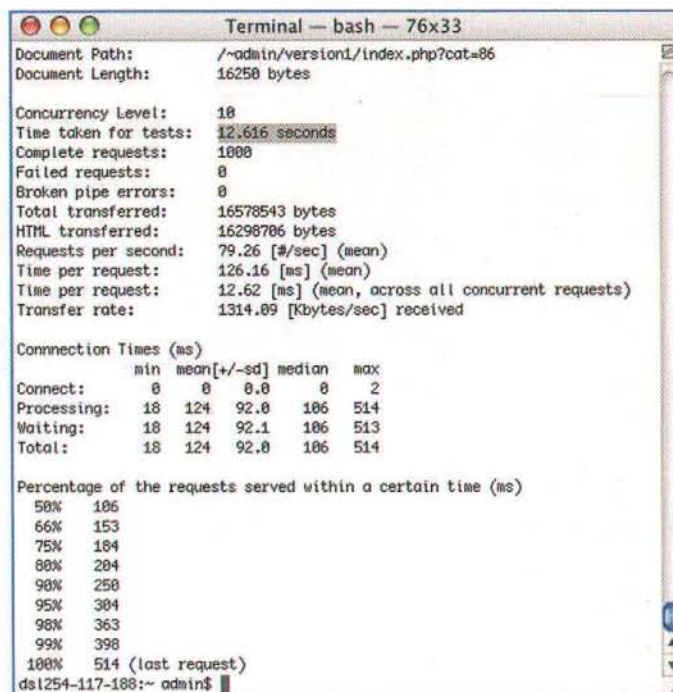 Terminal — bash — 76x33
Document Path: /~admin/version1/index.php?cat=86
Document Length: 16250 bytes
Concurrency Level: 10
Time taken for tests: 12.616 seconds
Complete requests: 1000
Failed requests: 0
Broken pipe errors: 0
Total transferred: 16578543 bytes
HTML transferred: 16298706 bytes
Requests per second: 79.26 [#/sec] (mean)
Time per request: 126.16 [ms] (mean)
Time per request: 12.62 [ms] (mean, across all concurrent requests)
Transfer rate: 1314.09 [Kbytes/sec] received
Connnection Times (ms)
min mean[+/-sd] median max
Connect: 0 0 0.0 0 2
Processing: 18 124 92.0 106 514
Waiting: 18 124 92.1 106 513
Total: 18 124 92.0 106 514
Percentage of the requests served within a certain time (ms)
50% 106
66% 153
75% 184
80% 204
90% 250
95% 304
98% 363
99% 398
100% 514 (last request)
dsl254-117-188:~ admin$